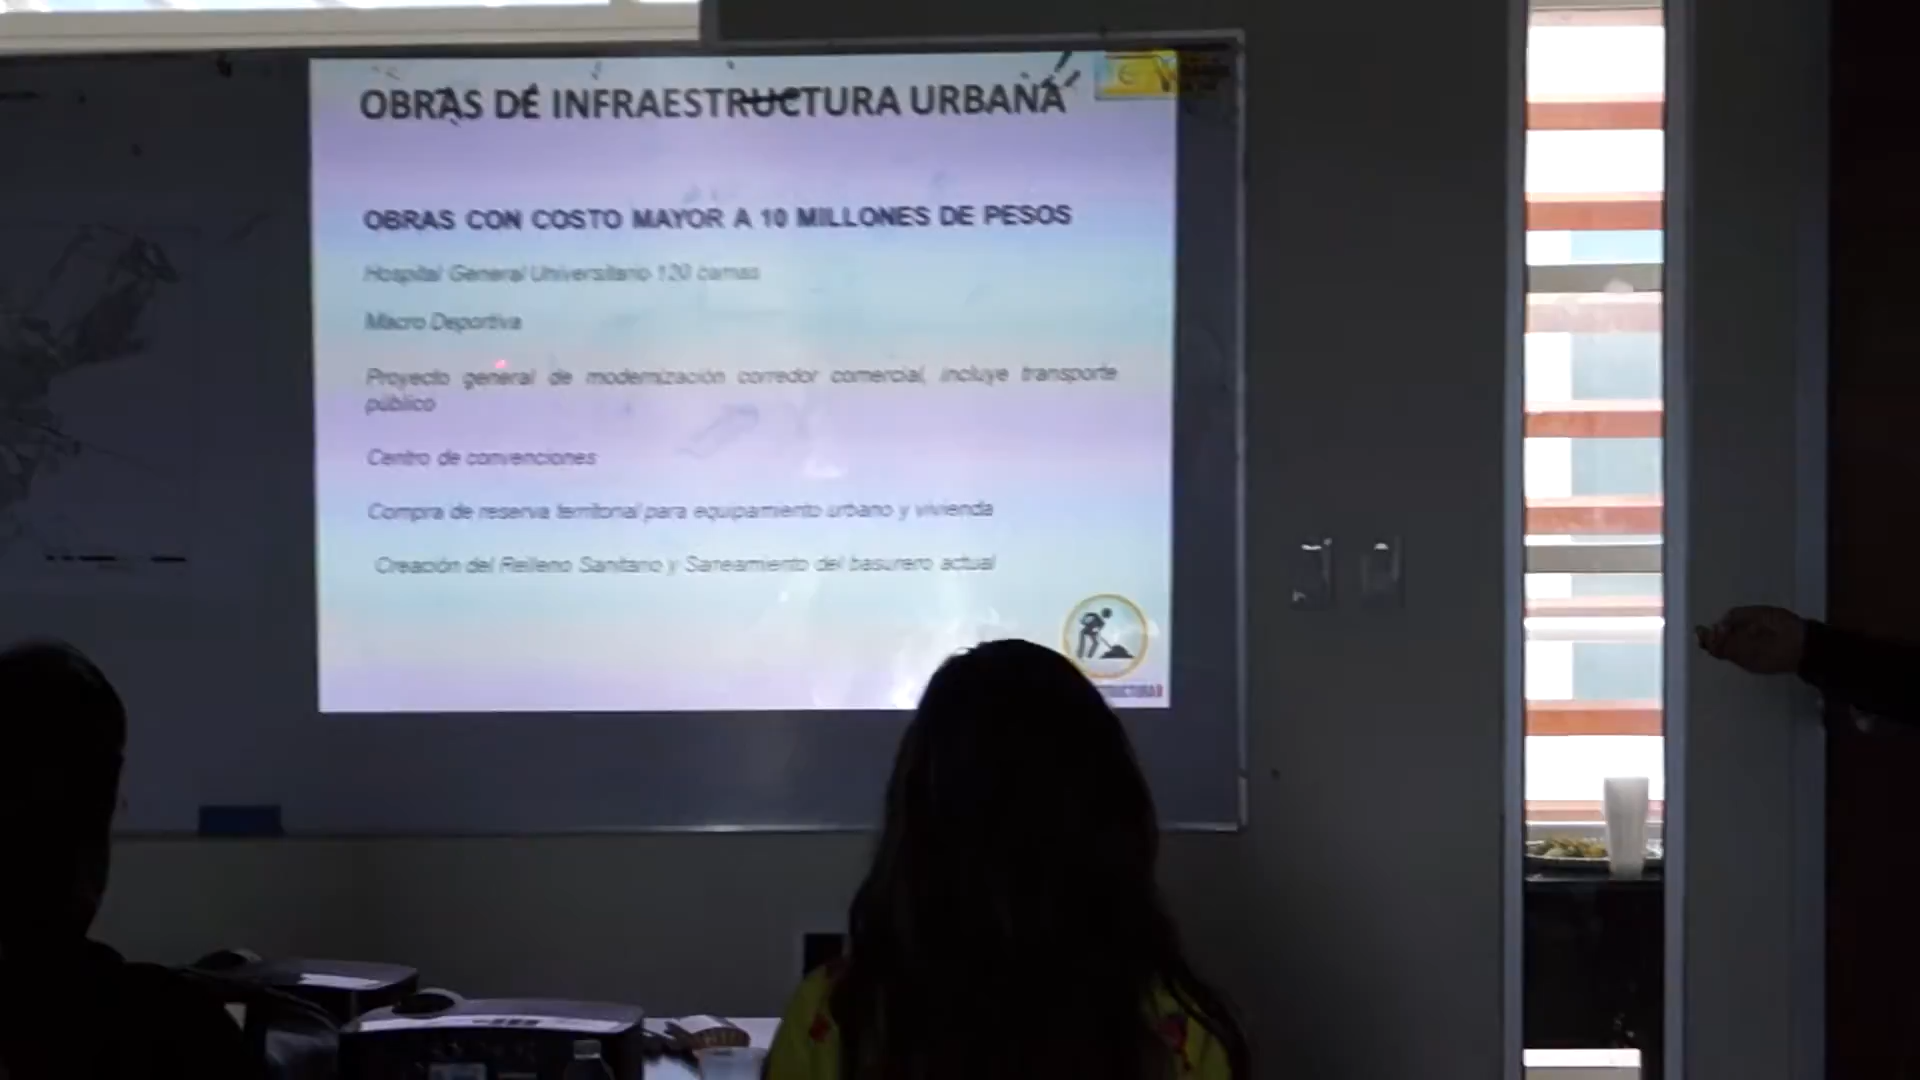 OBRAS DE INFRAESTRUCTURA URBANA
OBRAS CON COSTO MAYOR A 10 MILLONES DE PESOS
Hospital General Universitario 120 camas
Macro Deportiva
Proyecto general de modernización corredor comercial, incluye transporte
público
Centro de convenciones
Compra de reserva territorial para equipamiento urbano y vivienda
Creación del Relleno Sanitario y Saneamiento del basurero actual